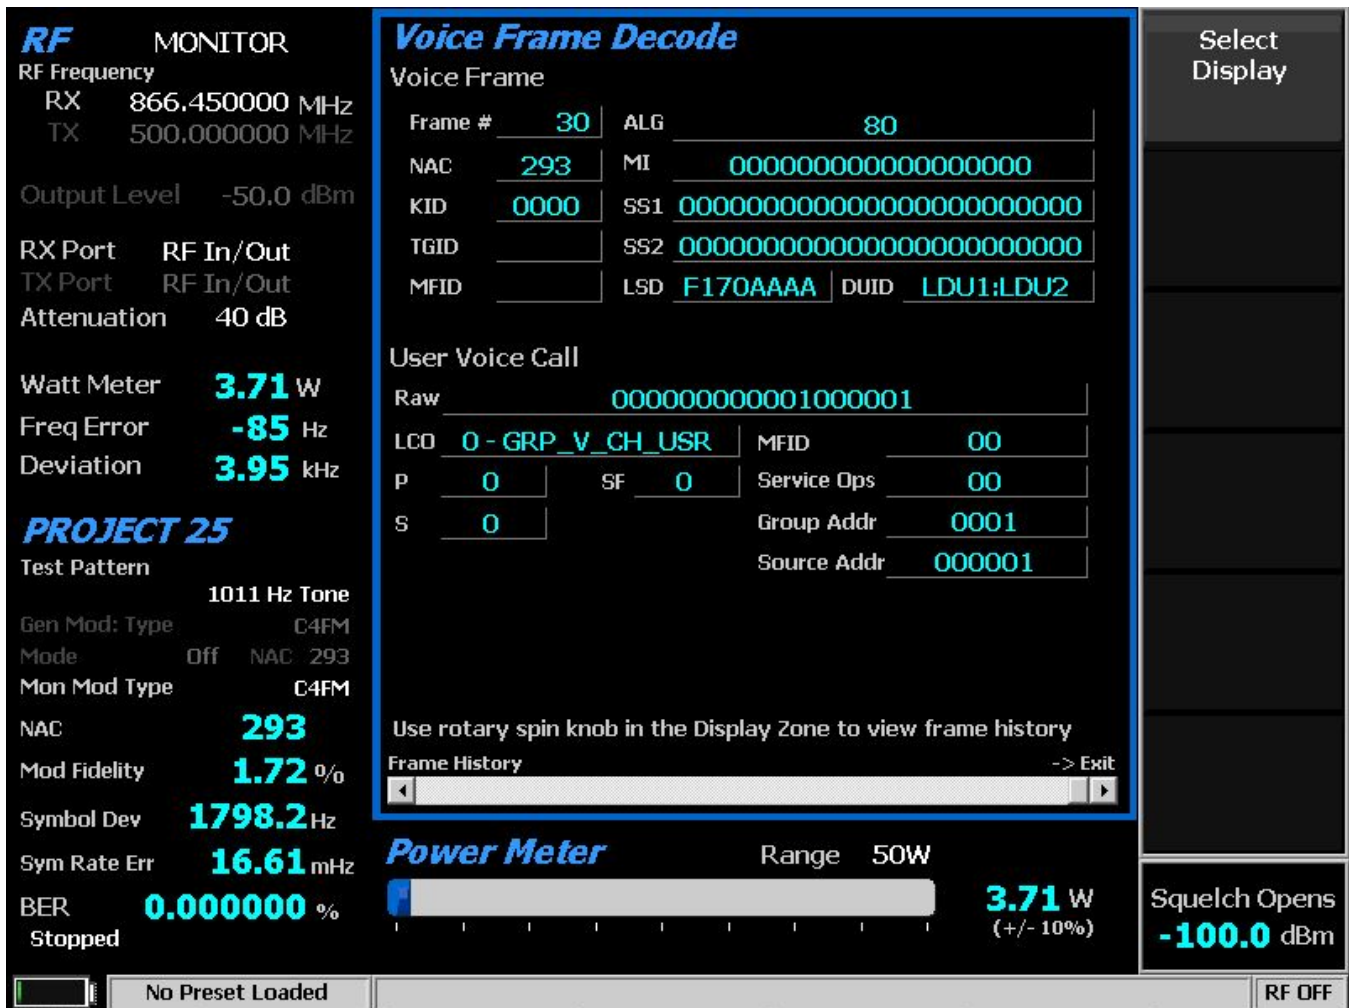 RF MONITOR
RF Frequency
RX 866.450000 MHz
TX 500.000000 MHz
Output Level -50.0 dBm
RX Port RF In/Out
TX Port RF In/Out
Attenuation 40 dB
Watt Meter 3.71 W
Freq Error -85 Hz
Deviation 3.95 kHz
PROJECT 25
Test Pattern
1011 Hz Tone
Gen Mod: Type C4FM
Mode Off NAC 293
Mon Mod Type C4FM
NAC 293
Mod Fidelity 1.72 %
Symbol Dev 1798.2 Hz
Sym Rate Err 16.61 mHz
BER 0.000000 %
Stopped
Voice Frame Decode
Voice Frame
Frame # 30 ALG 80
NAC 293 MI 000000000000000000
KID 0000 SS1 000000000000000000000000
TGID SS2 000000000000000000000000
MFID LSD F170AAAA DUID LDU1:LDU2
User Voice Call
Raw 000000000001000001
LCO 0 - GRP_V_CH_USR MFID 00
P 0 SF 0 Service Ops 00
S 0 Group Addr 0001
Source Addr 000001
Use rotary spin knob in the Display Zone to view frame history
Frame History -> Exit
Power Meter Range 50W
3.71 W
(+/- 10%)
Select
Display
Squelch Opens
-100.0 dBm
No Preset Loaded RF OFF